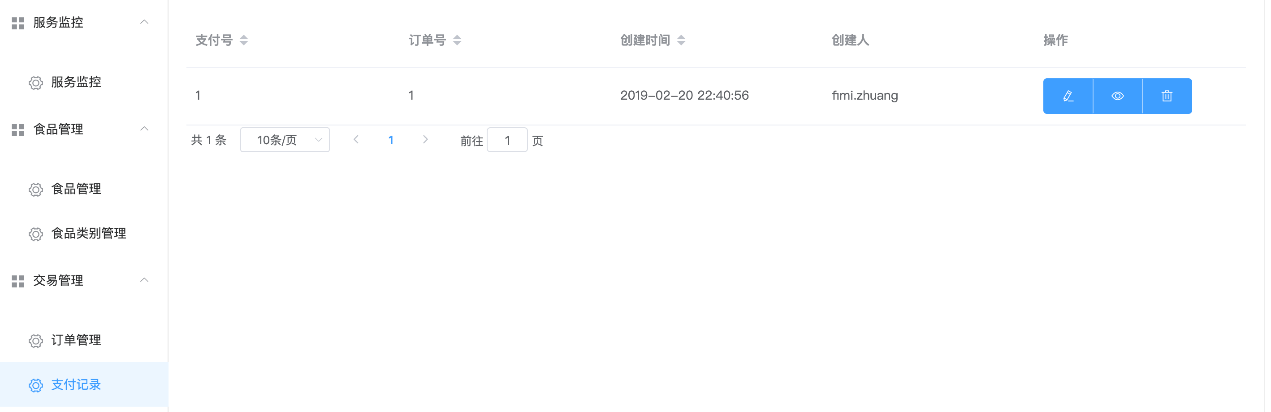 服务监控
服务监控
食品管理
食品管理
食品类别管理
交易管理
订单管理
支付记录
支付号 订单号 创建时间 创建人 操作
1 1 2019-02-20 22:40:56 fimi.zhuang
共 1 条 10条/页 1 前往 1 页